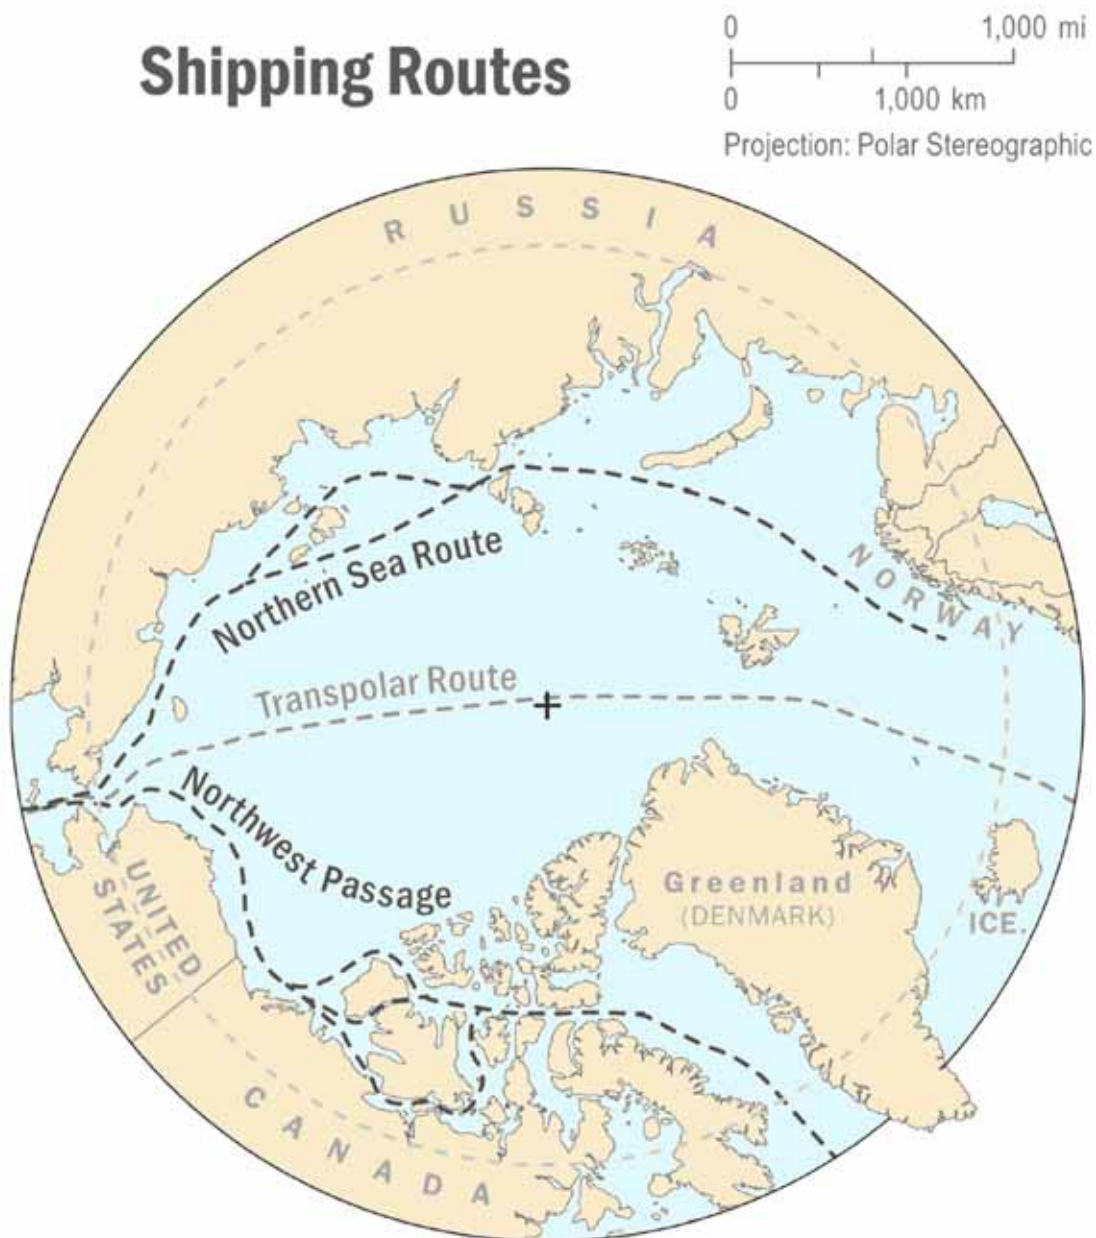 Shipping Routes
0 1,000 mi
0 1,000 km
Projection: Polar Stereographic
RUSSIA
Northern Sea Route
NORWAY
Transpolar Route
Northwest Passage
UNITED
STATES
Greenland
(DENMARK)
ICE.
CANADA